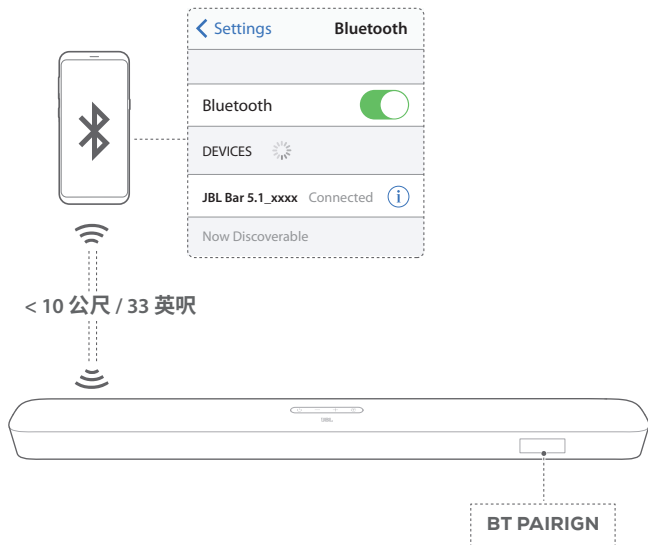 Settings Bluetooth
Bluetooth
DEVICES
JBL Bar 5.1_xxxx Connected i
Now Discoverable
< 10 公尺 / 33 英呎
JBL
BT PAIRIGN